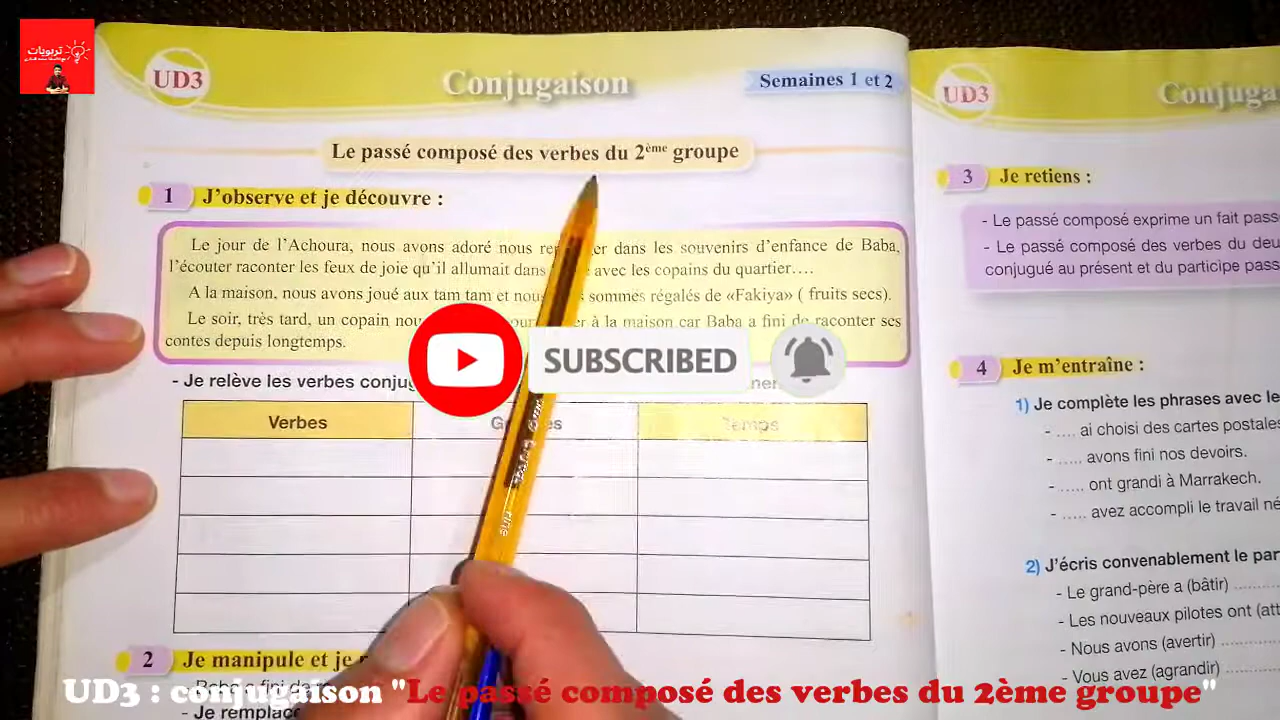 تربويات
UD3
Conjugaison
Semaines 1 et 2
Le passé composé des verbes du 2ème groupe
1 J'observe et je découvre :
Le jour de l'Achoura, nous avons adoré nous dans les souvenirs d'enfance de Baba,
l'écouter raconter les feux de joie qu'il allumait dans avec les copains du quartier….
A la maison, nous avons joué aux tam tam et nous sommes régalés de «Fakiya» ( fruits secs).
Le soir, très tard, un copain à la maison car Baba a fini de raconter ses
contes depuis longtemps.
- Je relève les verbes
SUBSCRIBED
Verbes Temps
2 Je manipule et je
- Je remplace
UD3
3 Je retiens :
- Le passé composé exprime un fait
- Le passé composé des verbes du
conjugué au présent et du participe
4 Je m'entraîne :
1) Je complète les phrases avec
- .... ai choisi des cartes postales
- ..... avons fini nos devoirs.
- ..... ont grandi à Marrakech.
- ..... avez accompli le travail
2) J'écris convenablement le
- Le grand-père a (bâtir) ..........
- Les nouveaux pilotes ont
- Nous avons (avertir) ..........
- Vous avez (agrandir) ..........
UD3 : conjugaison "Le passé composé des verbes du 2ème groupe"